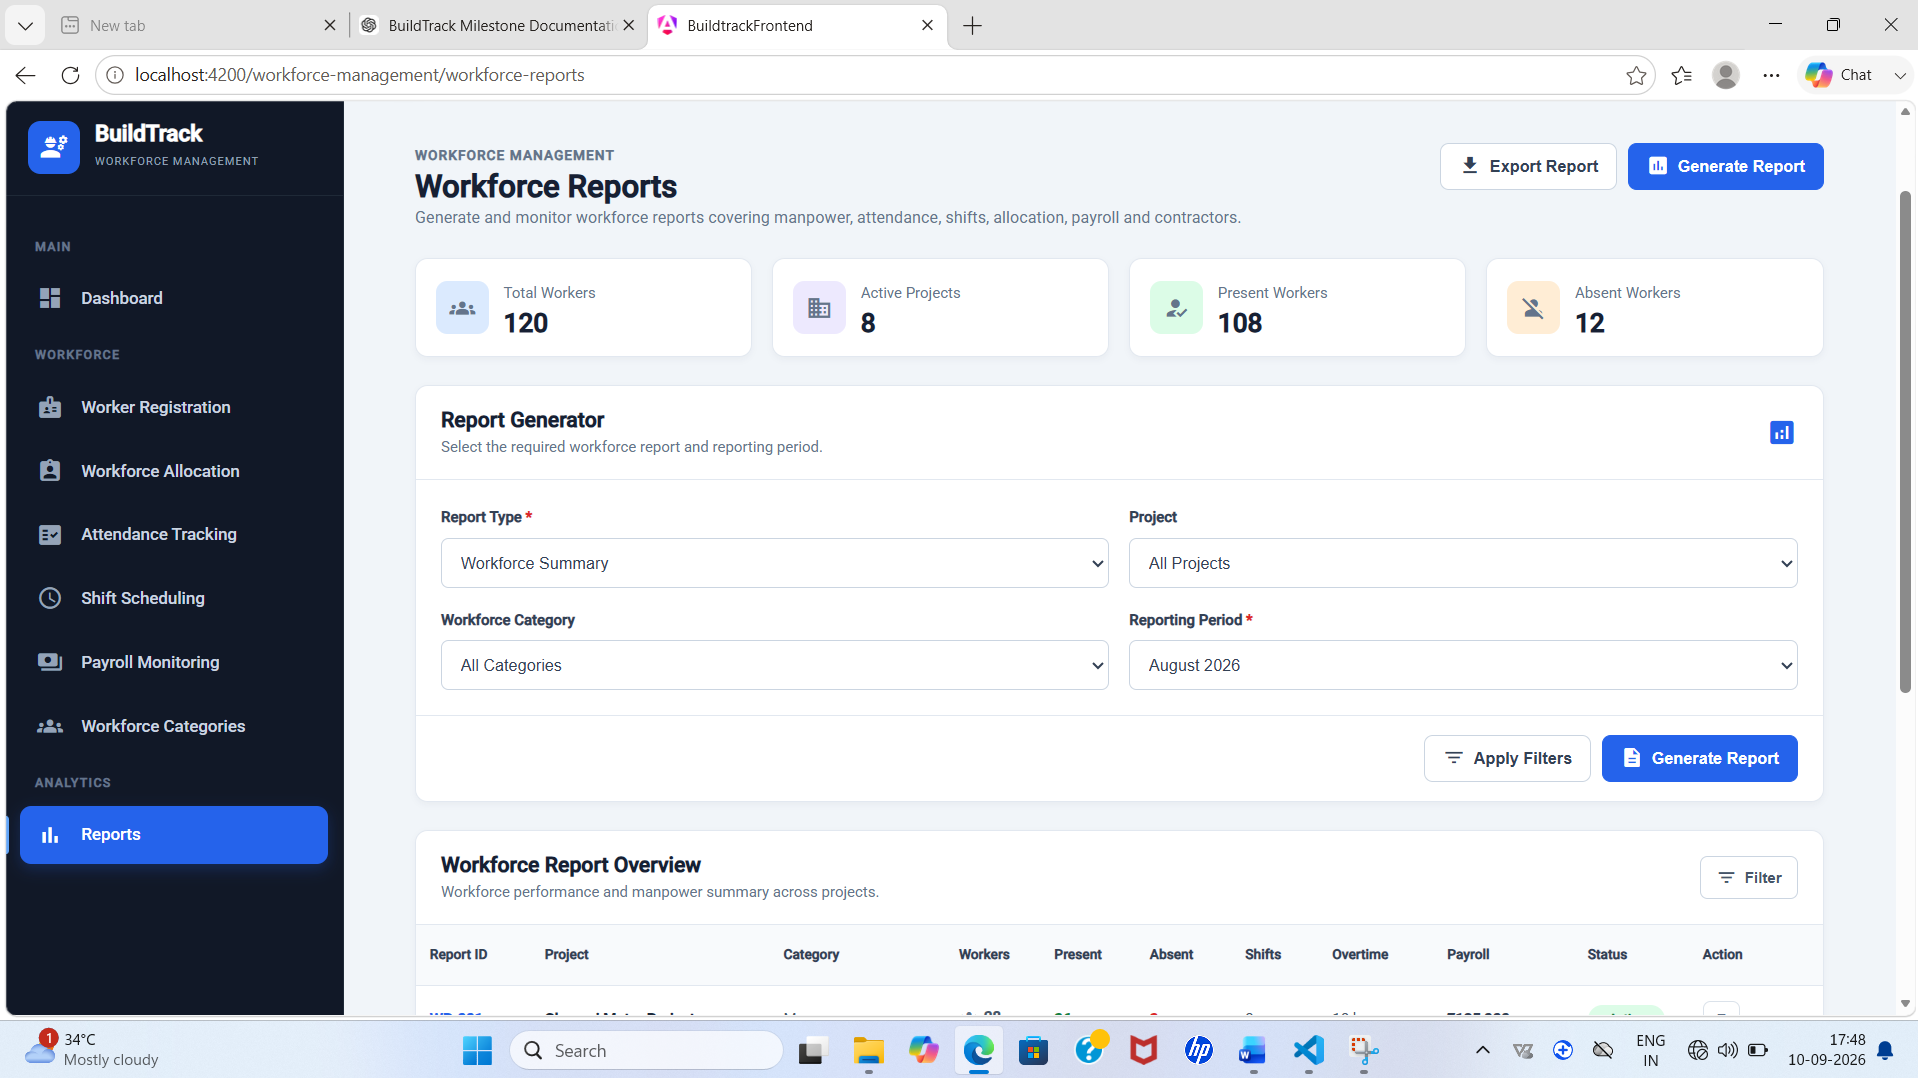 New tab
BuildTrack Milestone Documentati
BuildtrackFrontend
localhost:4200/workforce-management/workforce-reports
Chat
BuildTrack
WORKFORCE MANAGEMENT
MAIN
Dashboard
WORKFORCE
Worker Registration
Workforce Allocation
Attendance Tracking
Shift Scheduling
Payroll Monitoring
Workforce Categories
ANALYTICS
Reports
WORKFORCE MANAGEMENT
Workforce Reports
Generate and monitor workforce reports covering manpower, attendance, shifts, allocation, payroll and contractors.
Export Report
Generate Report
Total Workers
120
Active Projects
8
Present Workers
108
Absent Workers
12
Report Generator
Select the required workforce report and reporting period.
Report Type *
Workforce Summary
Project
All Projects
Workforce Category
All Categories
Reporting Period *
August 2026
Apply Filters
Generate Report
Workforce Report Overview
Workforce performance and manpower summary across projects.
Filter
Report ID Project Category Workers Present Absent Shifts Overtime Payroll Status Action
1
34°C
Mostly cloudy
Search
ENG
IN
17:48
10-09-2026